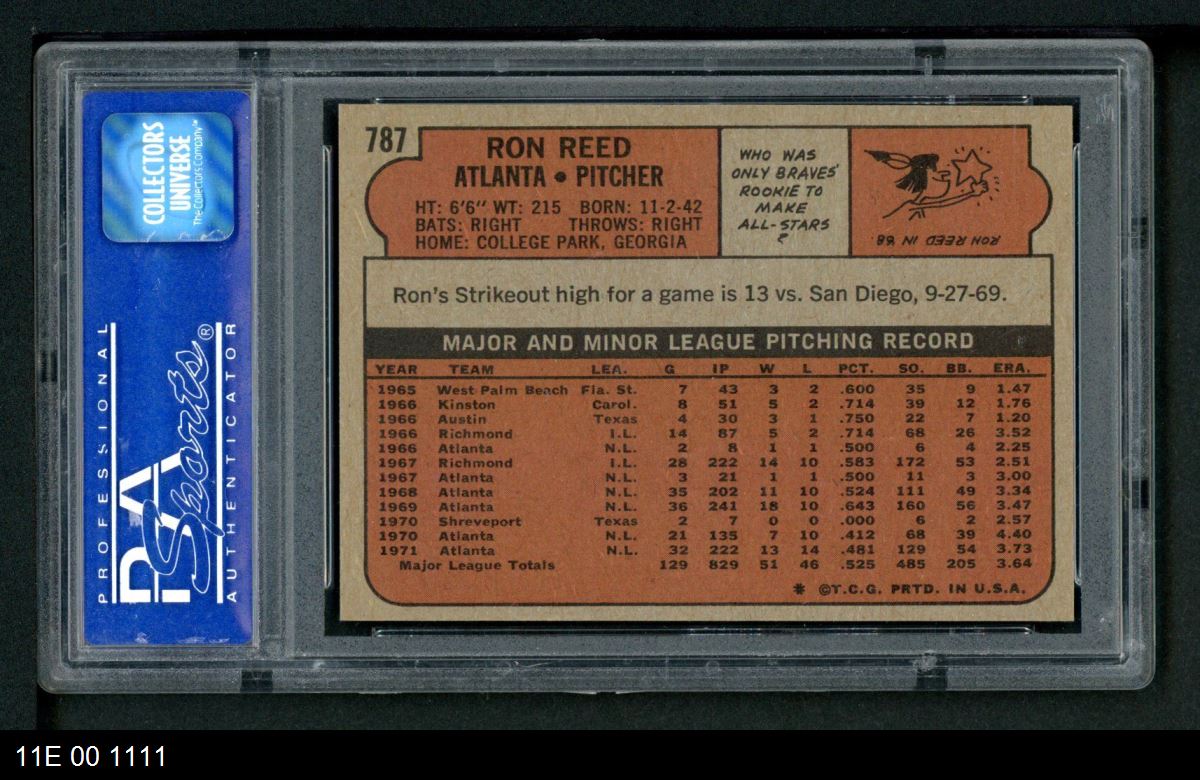 COLLECTORS
UNIVERSE
The Collectors Company™
PROFESSIONAL
PSA
Sports®
AUTHENTICATOR
787
RON REED
ATLANTA • PITCHER
HT: 6'6" WT: 215 BORN: 11-2-42
BATS: RIGHT THROWS: RIGHT
HOME: COLLEGE PARK, GEORGIA
WHO WAS
ONLY BRAVES'
ROOKIE TO
MAKE
ALL-STARS
?
RON REED IN '68.
Ron's Strikeout high for a game is 13 vs. San Diego, 9-27-69.
MAJOR AND MINOR LEAGUE PITCHING RECORD
YEAR TEAM LEA. G IP W L PCT. SO. BB. ERA.
1965 West Palm Beach Fla. St. 7 43 3 2 .600 35 9 1.47
1966 Kinston Carol. 8 51 5 2 .714 39 12 1.76
1966 Austin Texas 4 30 3 1 .750 22 7 1.20
1966 Richmond I.L. 14 87 5 2 .714 68 26 3.52
1966 Atlanta N.L. 2 8 1 1 .500 6 4 2.25
1967 Richmond I.L. 28 222 14 10 .583 172 53 2.51
1967 Atlanta N.L. 3 21 1 1 .500 11 3 3.00
1968 Atlanta N.L. 35 202 11 10 .524 111 49 3.34
1969 Atlanta N.L. 36 241 18 10 .643 160 56 3.47
1970 Shreveport Texas 2 7 0 0 .000 6 2 2.57
1970 Atlanta N.L. 21 135 7 10 .412 68 39 4.40
1971 Atlanta N.L. 32 222 13 14 .481 129 54 3.73
Major League Totals 129 829 51 46 .525 485 205 3.64
* ©T.C.G. PRTD. IN U.S.A.
11E 00 1111